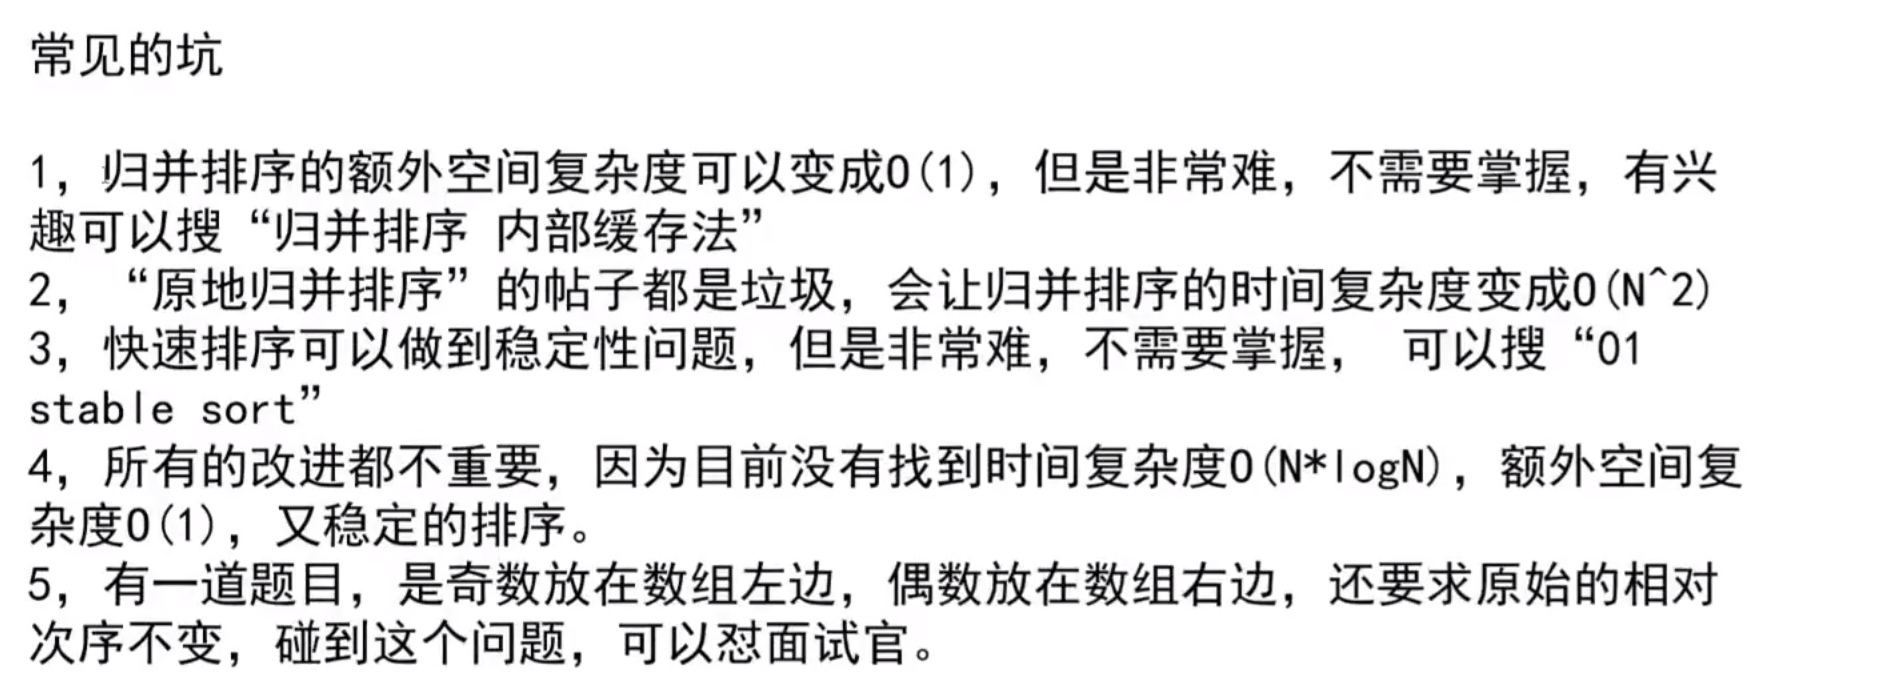 常见的坑
1，归并排序的额外空间复杂度可以变成O(1)，但是非常难，不需要掌握，有兴
趣可以搜“归并排序 内部缓存法”
2，“原地归并排序”的帖子都是垃圾，会让归并排序的时间复杂度变成O(N^2)
3，快速排序可以做到稳定性问题，但是非常难，不需要掌握， 可以搜“01
stable sort”
4，所有的改进都不重要，因为目前没有找到时间复杂度O(N*logN)，额外空间复
杂度O(1)，又稳定的排序。
5，有一道题目，是奇数放在数组左边，偶数放在数组右边，还要求原始的相对
次序不变，碰到这个问题，可以怼面试官。